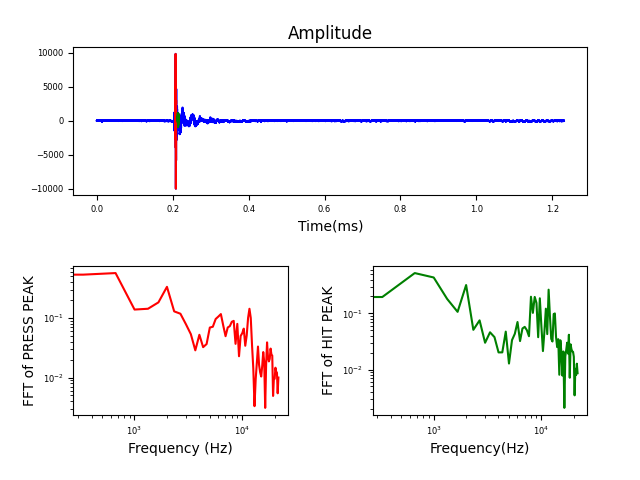 Amplitude
10000
5000
0
−5000
−10000
0.0 0.2 0.4 0.6 0.8 1.0 1.2
Time(ms)
FFT of PRESS PEAK
10⁻¹
10⁻²
10³ 10⁴
Frequency (Hz)
FFT of HIT PEAK
10⁻¹
10⁻²
10³ 10⁴
Frequency(Hz)